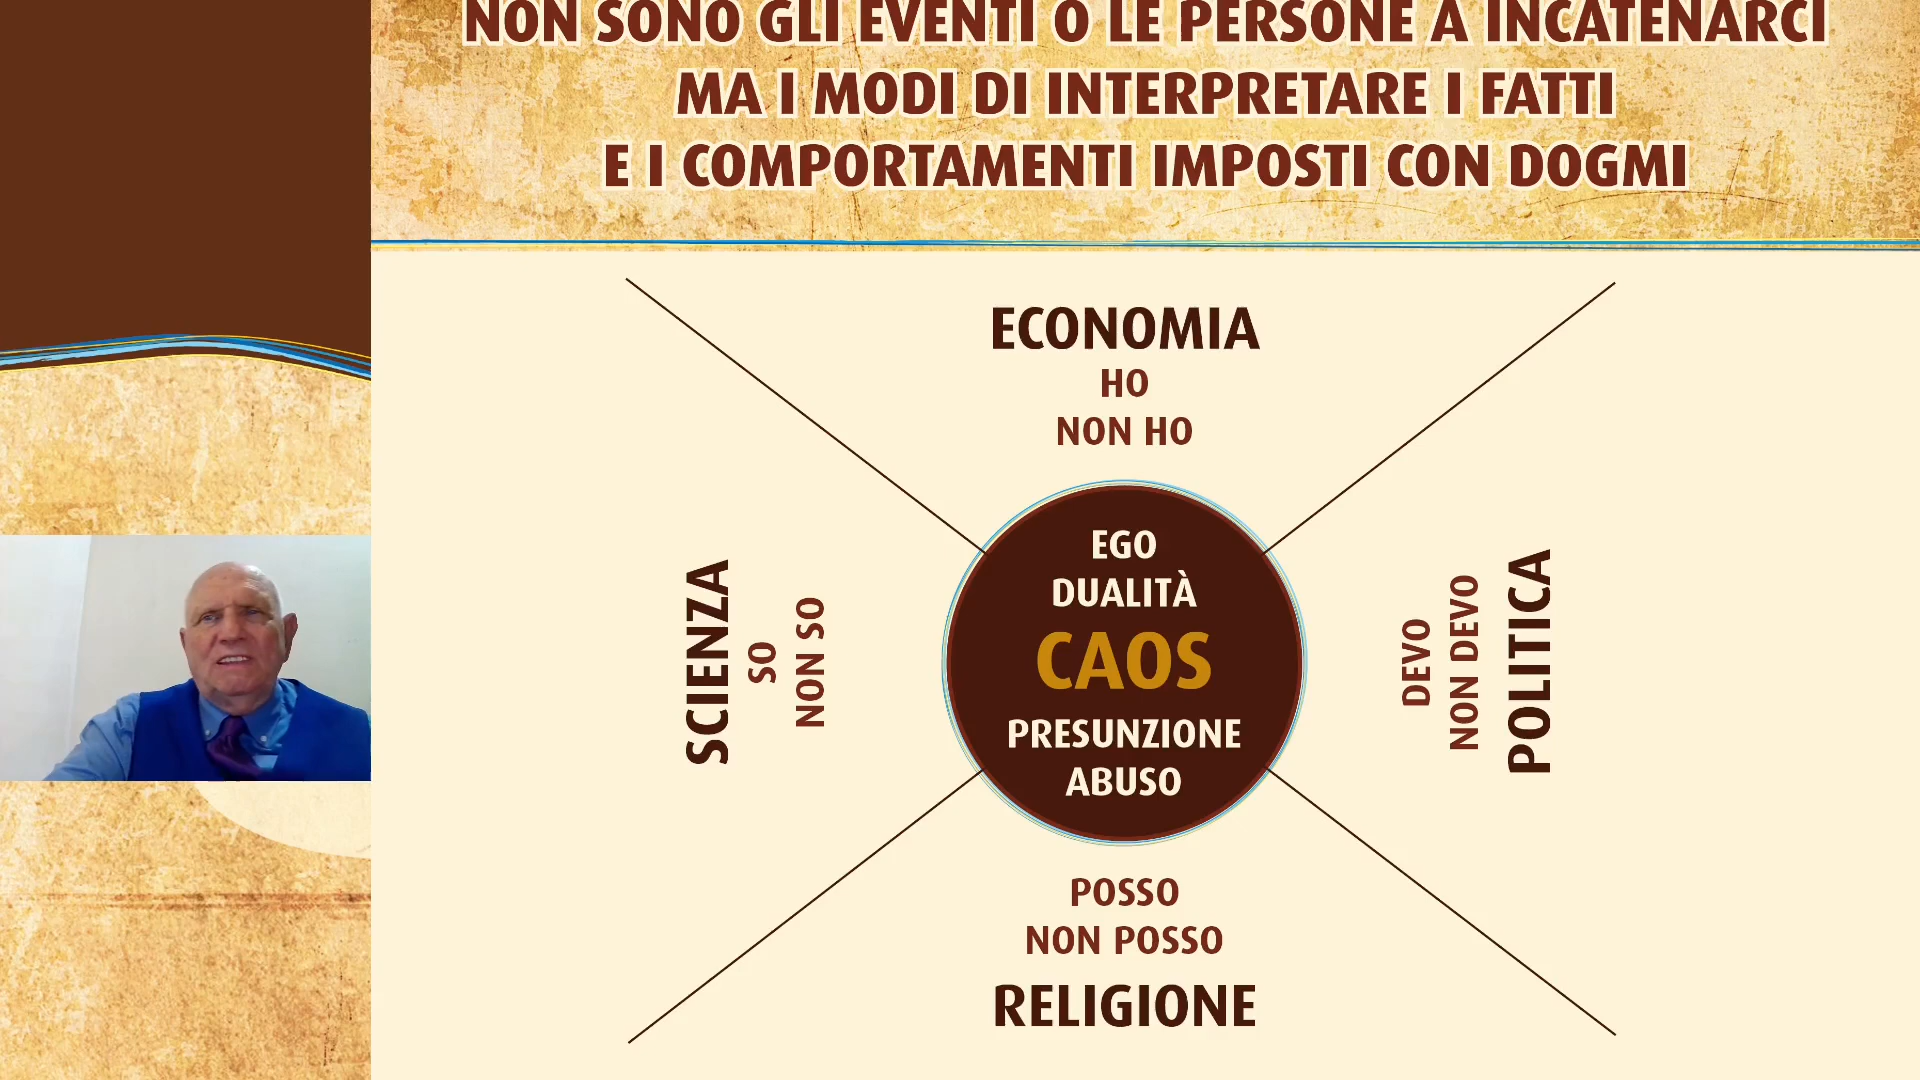 NON SONO GLI EVENTI O LE PERSONE A INCATENARCI
MA I MODI DI INTERPRETARE I FATTI
E I COMPORTAMENTI IMPOSTI CON DOGMI
ECONOMIA
HO
NON HO
SCIENZA
SO
NON SO
EGO
DUALITÀ
CAOS
PRESUNZIONE
ABUSO
DEVO
NON DEVO
POLITICA
POSSO
NON POSSO
RELIGIONE